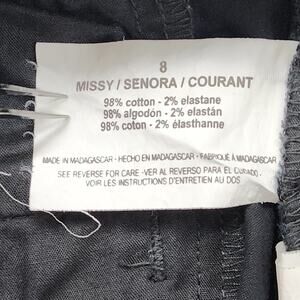 8
MISSY / SENORA / COURANT
98% cotton - 2% elastane
98% algodón - 2% elastán
98% coton - 2% élasthanne
MADE IN MADAGASCAR - HECHO EN MADAGASCAR - FABRIQUÉ À MADAGASCAR
SEE REVERSE FOR CARE - VER AL REVERSO PARA EL CUIDADO
VOIR LES INSTRUCTIONS D'ENTRETIEN AU DOS